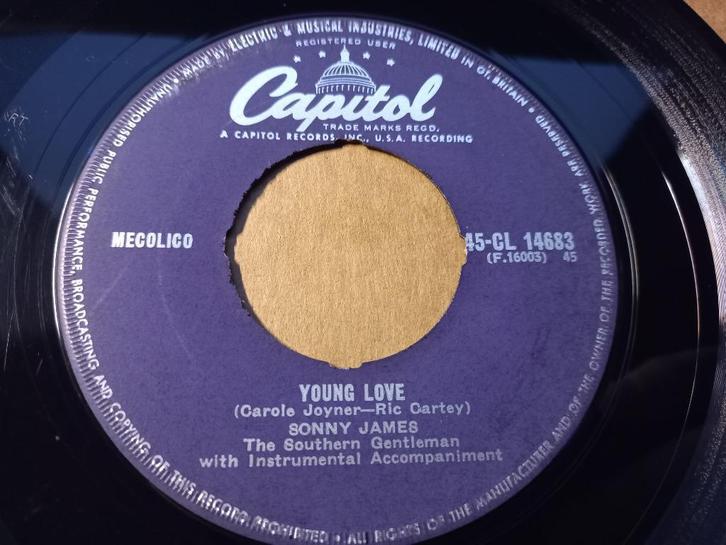 MADE BY ELECTRIC & MUSICAL INDUSTRIES, LIMITED IN GT. BRITAIN •
REGISTERED USER
Capitol
TRADE MARKS REGD.
A CAPITOL RECORDS, INC., U.S.A. RECORDING
MECOLICO
45-CL 14683
(F.16003) 45
YOUNG LOVE
(Carole Joyner—Ric Cartey)
SONNY JAMES
The Southern Gentleman
with Instrumental Accompaniment
ALL RIGHTS OF THE MANUFACTURER AND OF THE OWNER OF THE RECORDED WORK ARE RESERVED
• UNAUTHORISED PUBLIC PERFORMANCE, BROADCASTING AND COPYING OF THIS RECORD PROHIBITED •